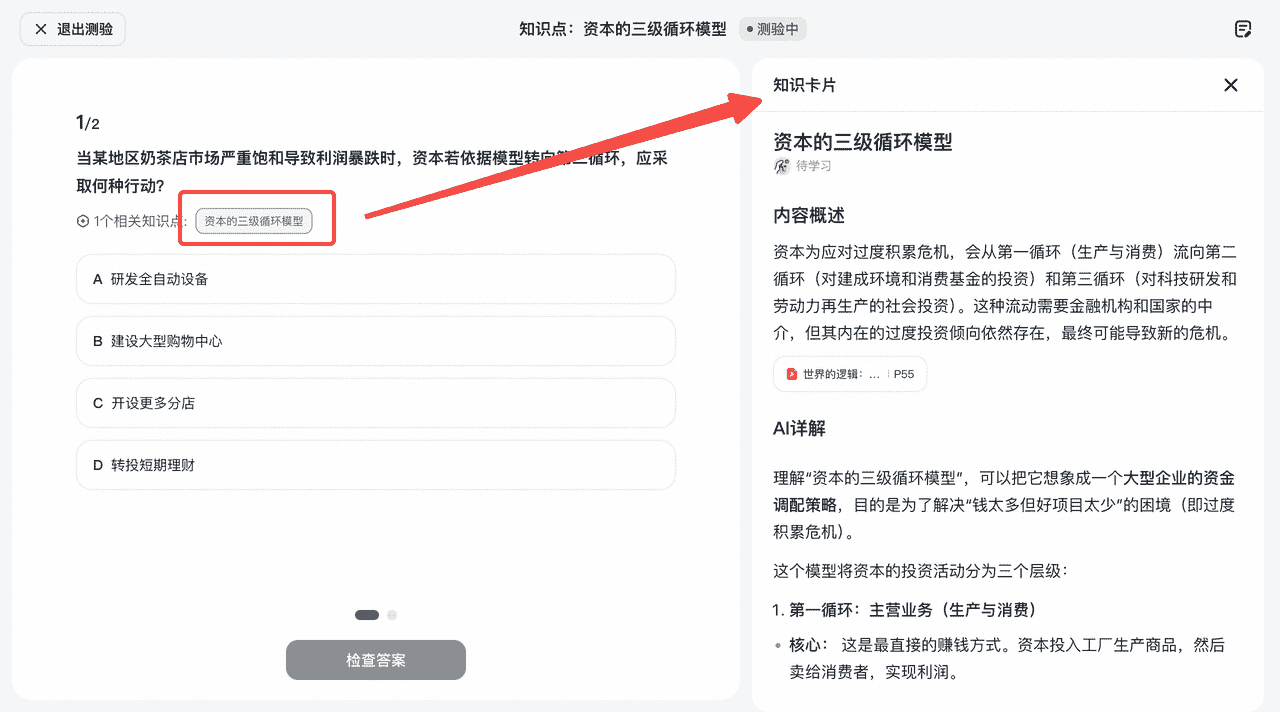 退出测验
知识点：资本的三级循环模型
测验中
1/2
当某地区奶茶店市场严重饱和导致利润暴跌时，资本若依据模型转向第二循环，应采
取何种行动？
1个相关知识点：
资本的三级循环模型
A 研发全自动设备
B 建设大型购物中心
C 开设更多分店
D 转投短期理财
检查答案
知识卡片
资本的三级循环模型
待学习
内容概述
资本为应对过度积累危机，会从第一循环（生产与消费）流向第二
循环（对建成环境和消费基金的投资）和第三循环（对科技研发和
劳动力再生产的社会投资）。这种流动需要金融机构和国家的中
介，但其内在的过度投资倾向依然存在，最终可能导致新的危机。
世界的逻辑：... P55
AI详解
理解“资本的三级循环模型”，可以把它想象成一个大型企业的资金
调配策略，目的是为了解决“钱太多但好项目太少”的困境（即过度
积累危机）。
这个模型将资本的投资活动分为三个层级：
1. 第一循环：主营业务（生产与消费）
• 核心： 这是最直接的赚钱方式。资本投入工厂生产商品，然后
卖给消费者，实现利润。